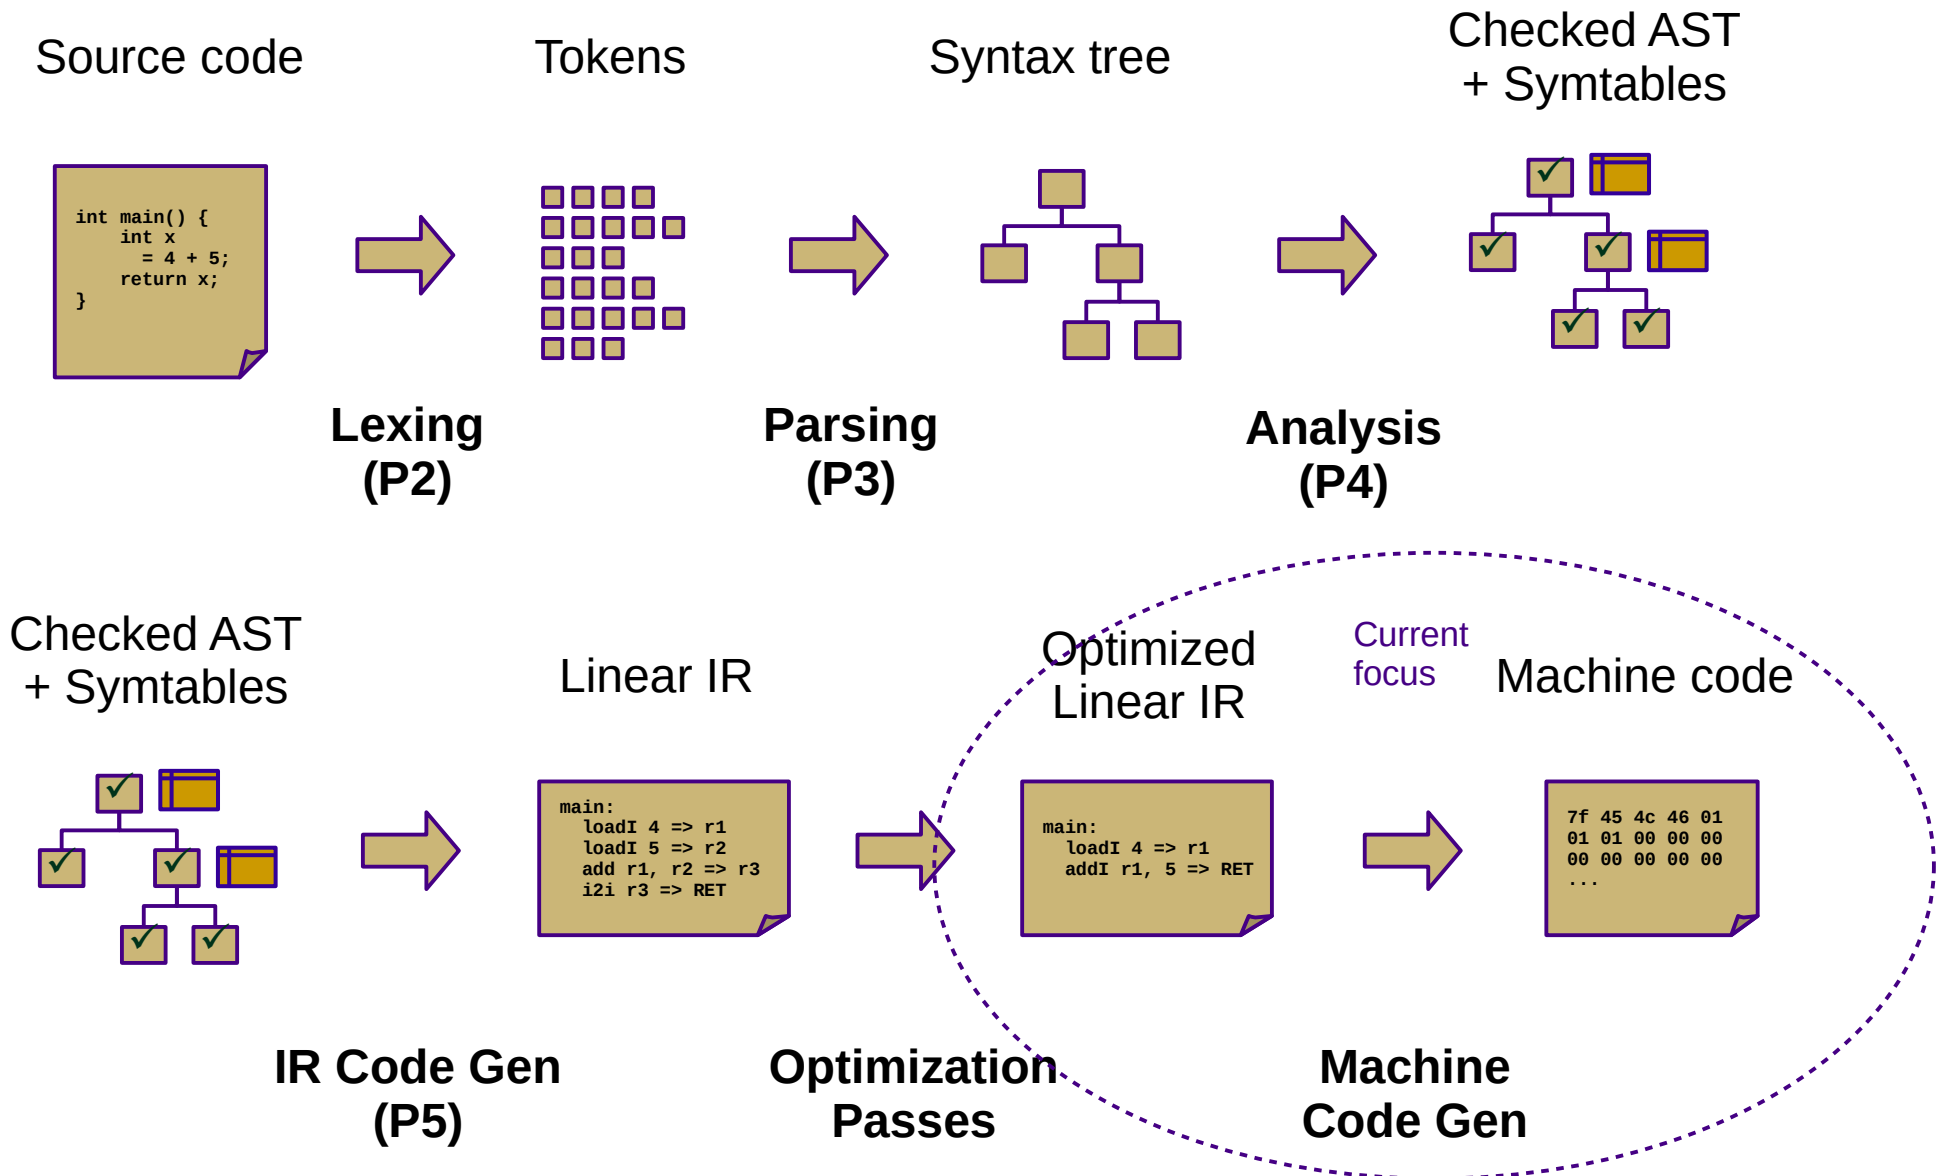 Source code
Tokens
Syntax tree
Checked AST
+ Symtables
int main() {
    int x
      = 4 + 5;
    return x;
}
Lexing
(P2)
Parsing
(P3)
Analysis
(P4)
Checked AST
+ Symtables
Linear IR
Optimized
Linear IR
Current
focus
Machine code
main:
  loadI 4 => r1
  loadI 5 => r2
  add r1, r2 => r3
  i2i r3 => RET
main:
  loadI 4 => r1
  addI r1, 5 => RET
7f 45 4c 46 01
01 01 00 00 00
00 00 00 00 00
...
IR Code Gen
(P5)
Optimization
Passes
Machine
Code Gen